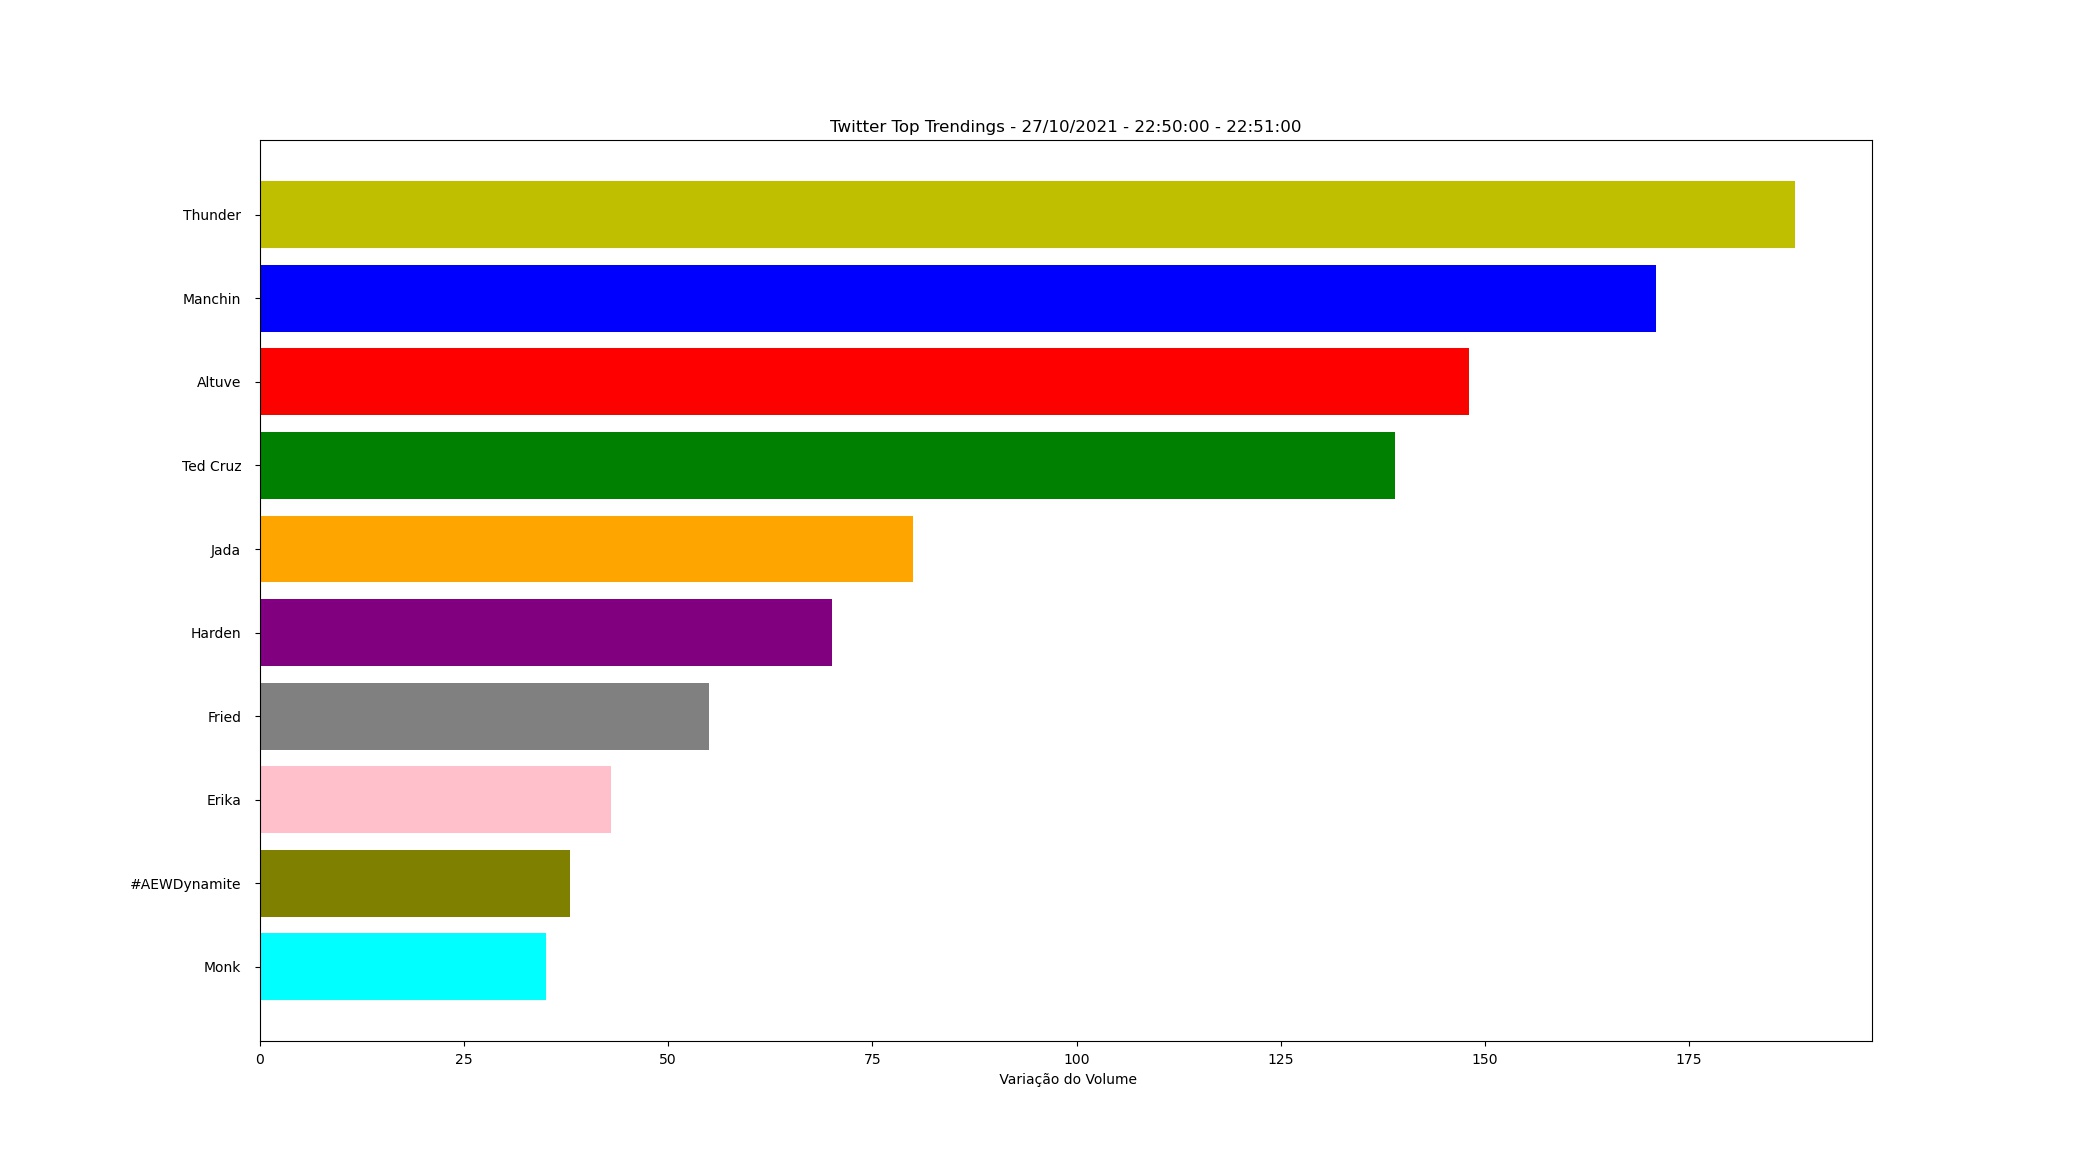 Twitter Top Trendings - 27/10/2021 - 22:50:00 - 22:51:00
Thunder
Manchin
Altuve
Ted Cruz
Jada
Harden
Fried
Erika
#AEWDynamite
Monk
0 25 50 75 100 125 150 175
Variação do Volume